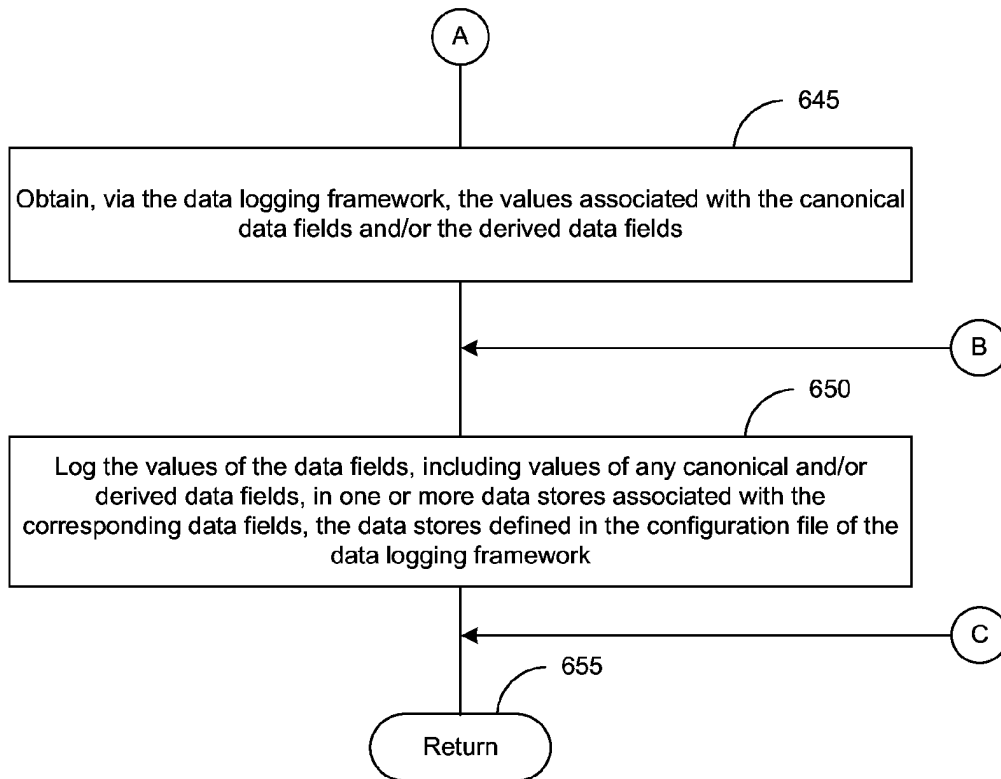 A
645
Obtain, via the data logging framework, the values associated with the canonical
data fields and/or the derived data fields
B
650
Log the values of the data fields, including values of any canonical and/or
derived data fields, in one or more data stores associated with the
corresponding data fields, the data stores defined in the configuration file of the
data logging framework
C
655
Return